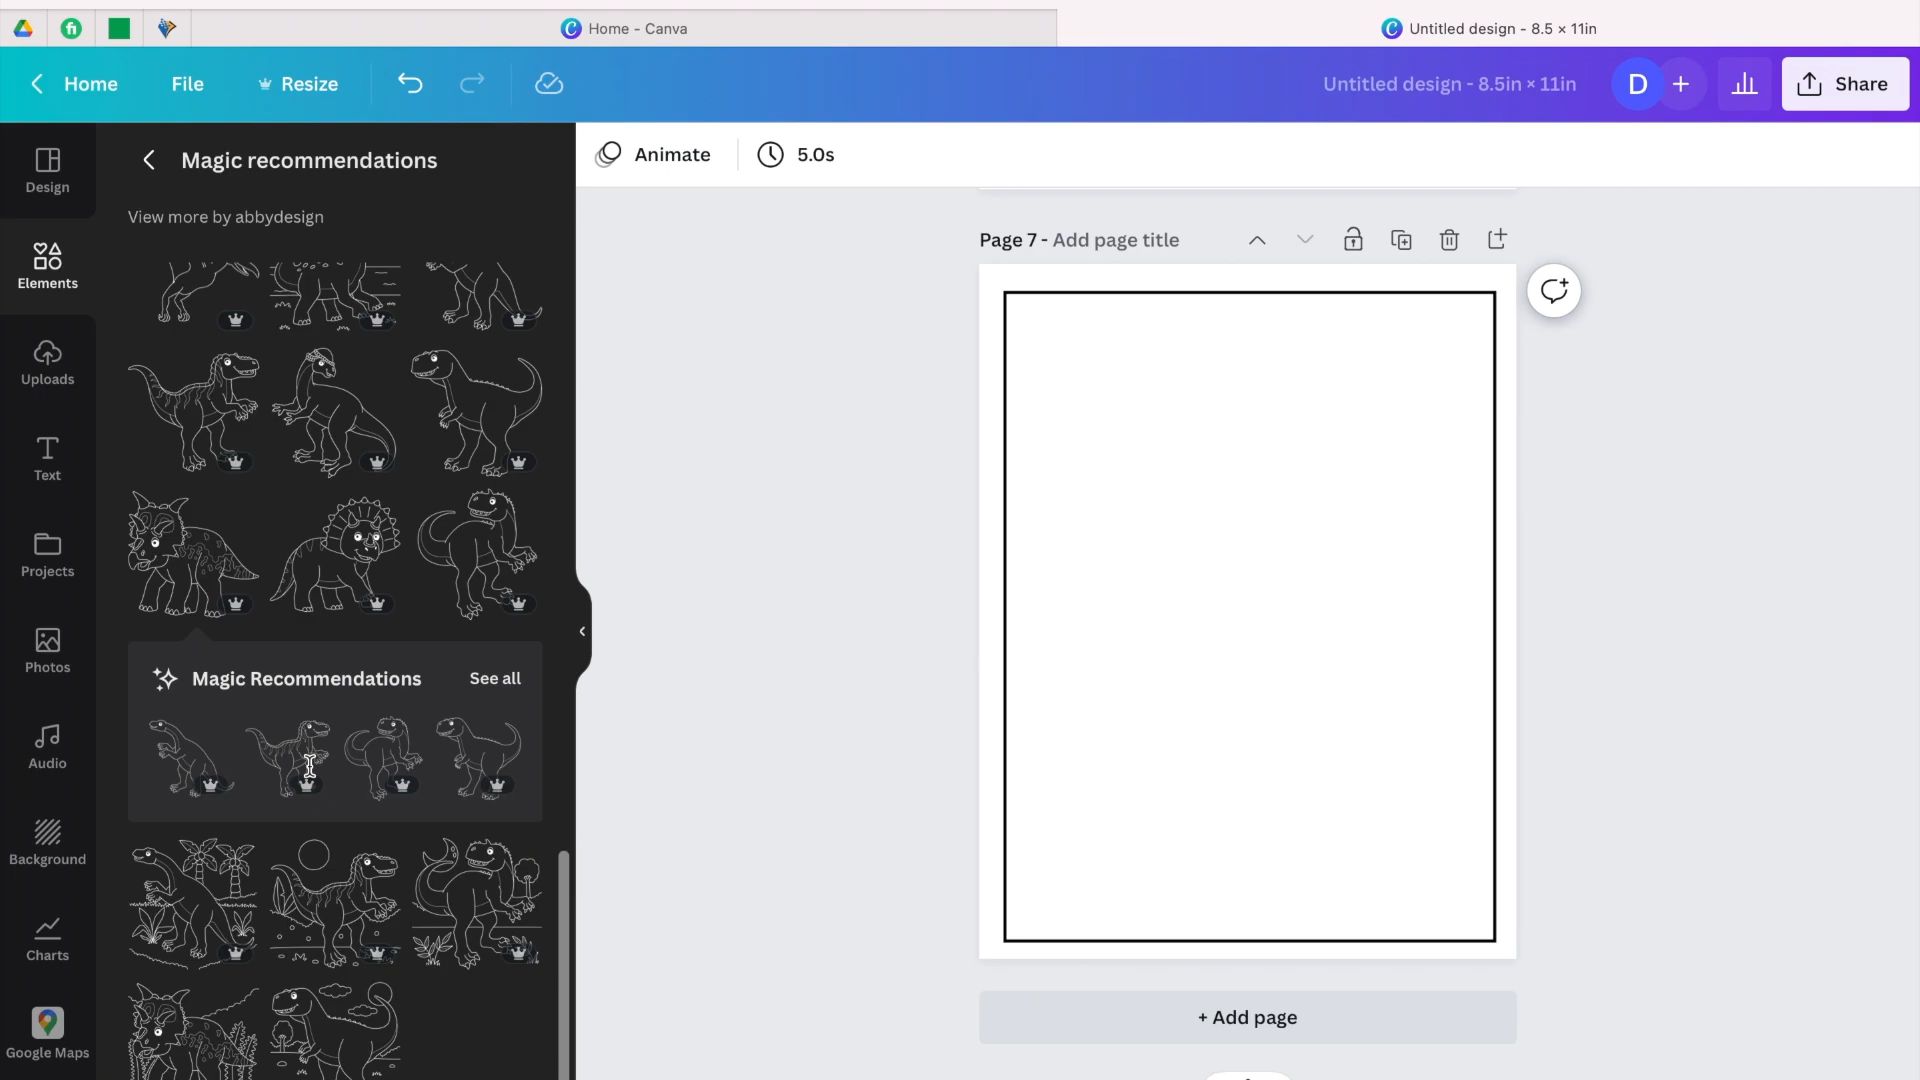 Home - Canva
Untitled design - 8.5 × 11in
Home
File
Resize
Untitled design - 8.5in × 11in
D
+
Share
Design
Elements
Uploads
Text
Projects
Photos
Audio
Background
Charts
Google Maps
Magic recommendations
View more by abbydesign
Magic Recommendations
See all
Animate
5.0s
Page 7 - Add page title
+ Add page